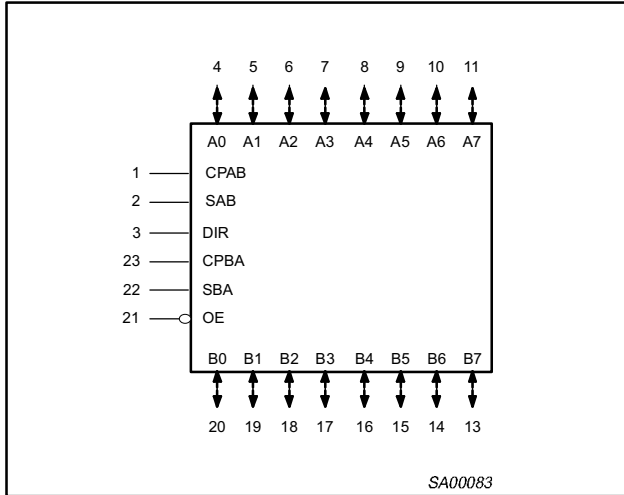 4 5 6 7 8 9 10 11
A0 A1 A2 A3 A4 A5 A6 A7
1 CPAB
2 SAB
3 DIR
23 CPBA
22 SBA
21 OE
B0 B1 B2 B3 B4 B5 B6 B7
20 19 18 17 16 15 14 13
SA00083